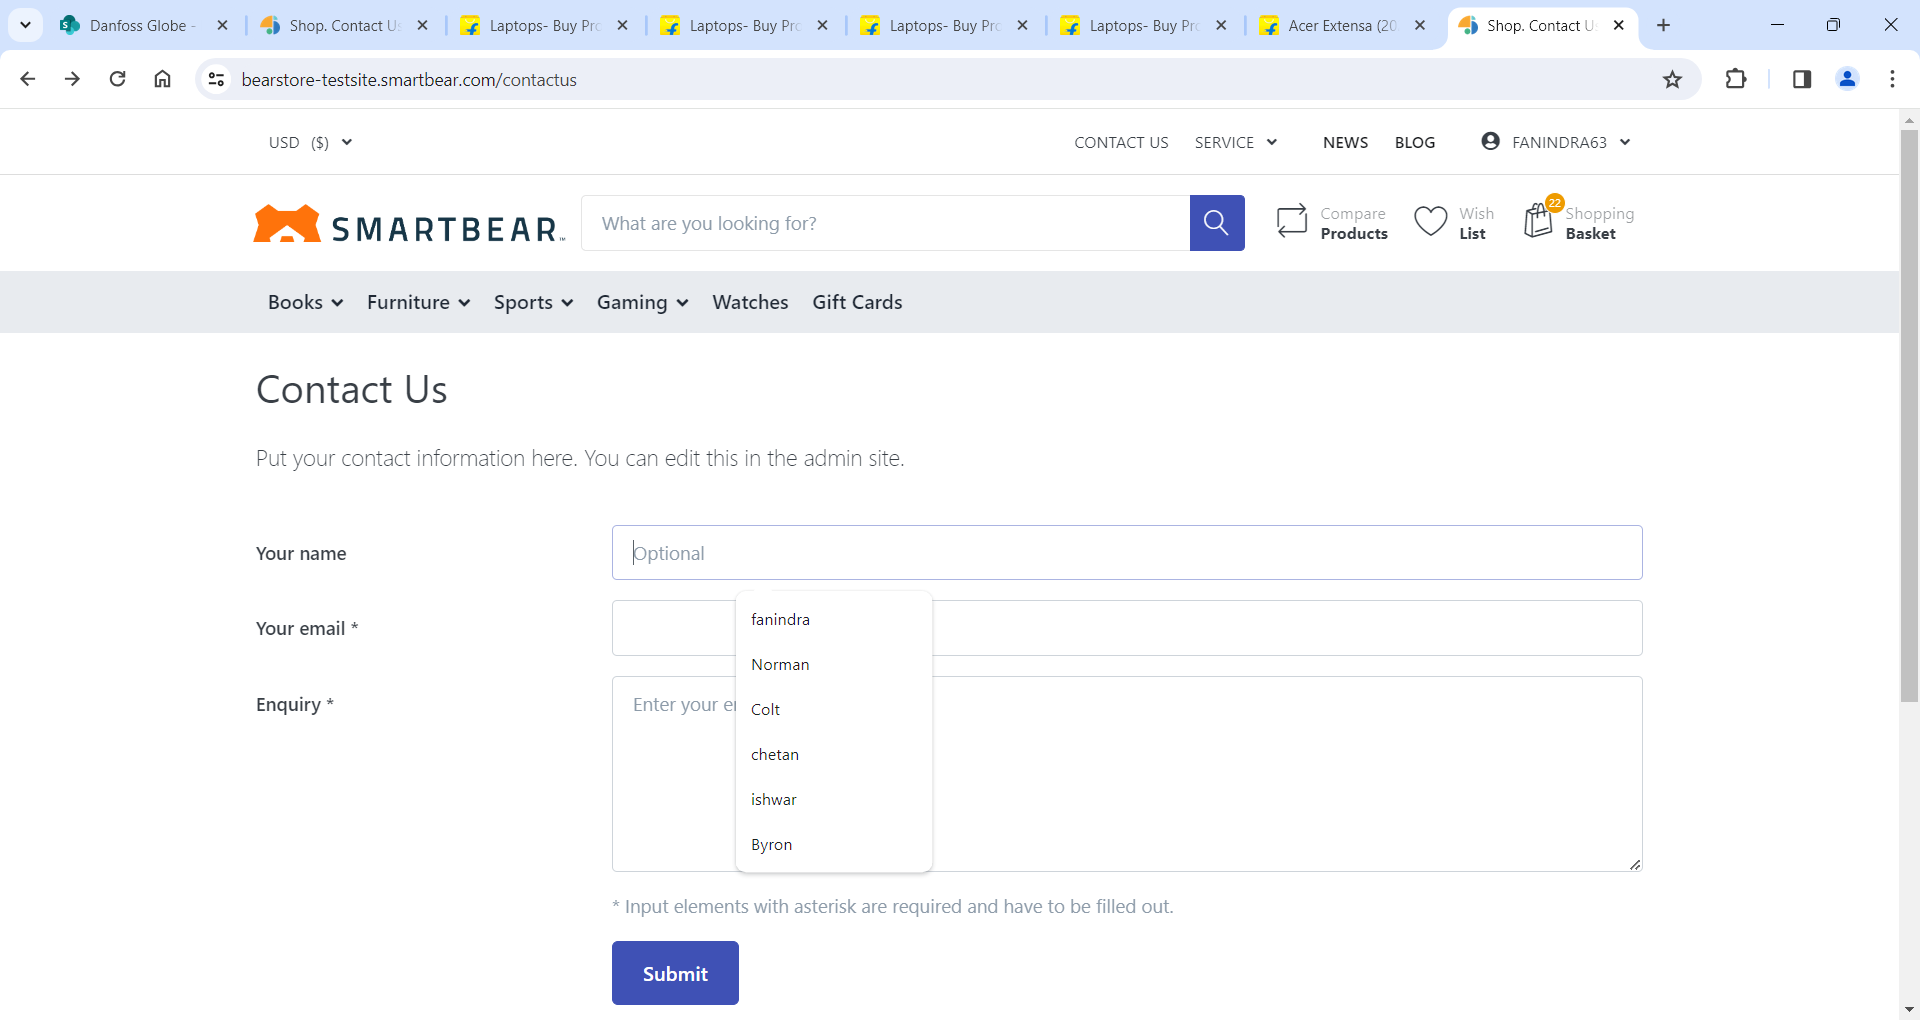 Danfoss Globe -
Shop. Contact Us
Laptops- Buy Pro
Laptops- Buy Pro
Laptops- Buy Pro
Laptops- Buy Pro
Acer Extensa (20
Shop. Contact Us
bearstore-testsite.smartbear.com/contactus
USD ($)
CONTACT US
SERVICE
NEWS
BLOG
FANINDRA63
SMARTBEAR™
What are you looking for?
Compare
Products
Wish
List
22
Shopping
Basket
Books
Furniture
Sports
Gaming
Watches
Gift Cards
Contact Us
Put your contact information here. You can edit this in the admin site.
Your name
Optional
Your email *
Enquiry *
Enter your en
fanindra
Norman
Colt
chetan
ishwar
Byron
* Input elements with asterisk are required and have to be filled out.
Submit